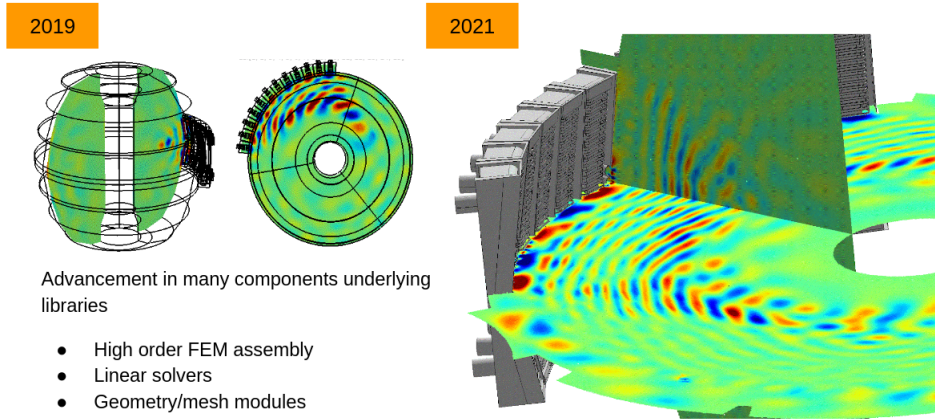 2019
2021
Advancement in many components underlying
libraries
● High order FEM assembly
● Linear solvers
● Geometry/mesh modules